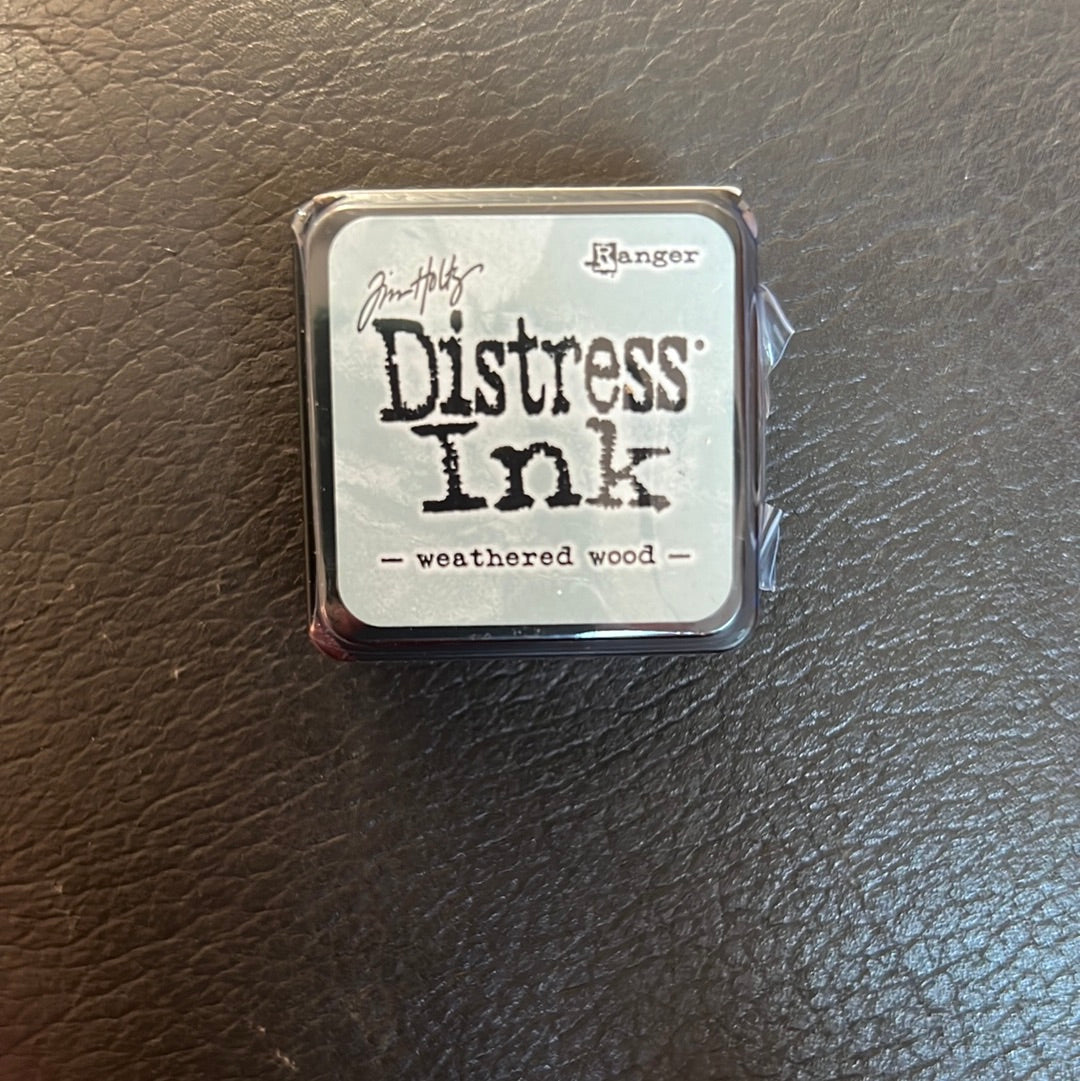 Ranger
Tim Holtz
Distress
Ink
— weathered wood —